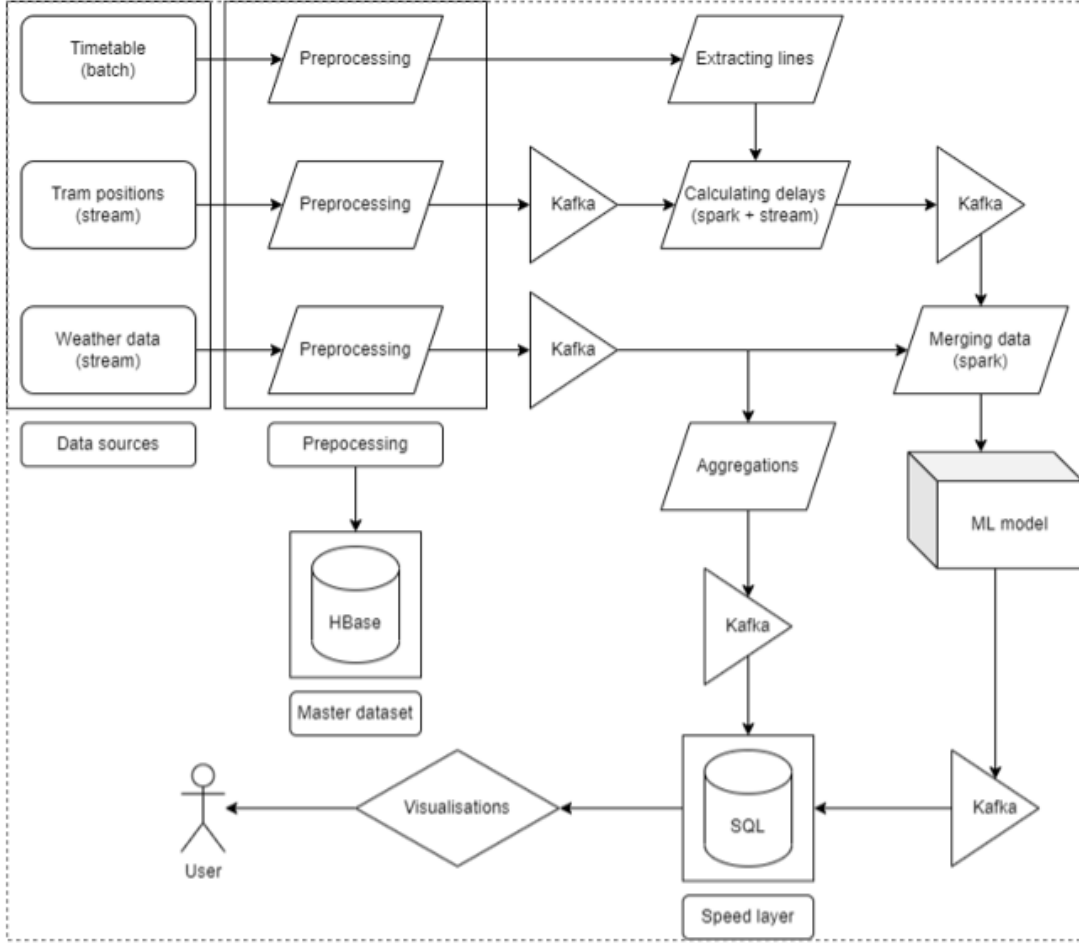 Timetable
(batch)
Preprocessing
Extracting lines
Tram positions
(stream)
Preprocessing
Kafka
Calculating delays
(spark + stream)
Kafka
Weather data
(stream)
Preprocessing
Kafka
Merging data
(spark)
Data sources
Prepocessing
Aggregations
ML model
HBase
Kafka
Master dataset
Visualisations
Kafka
SQL
User
Speed layer